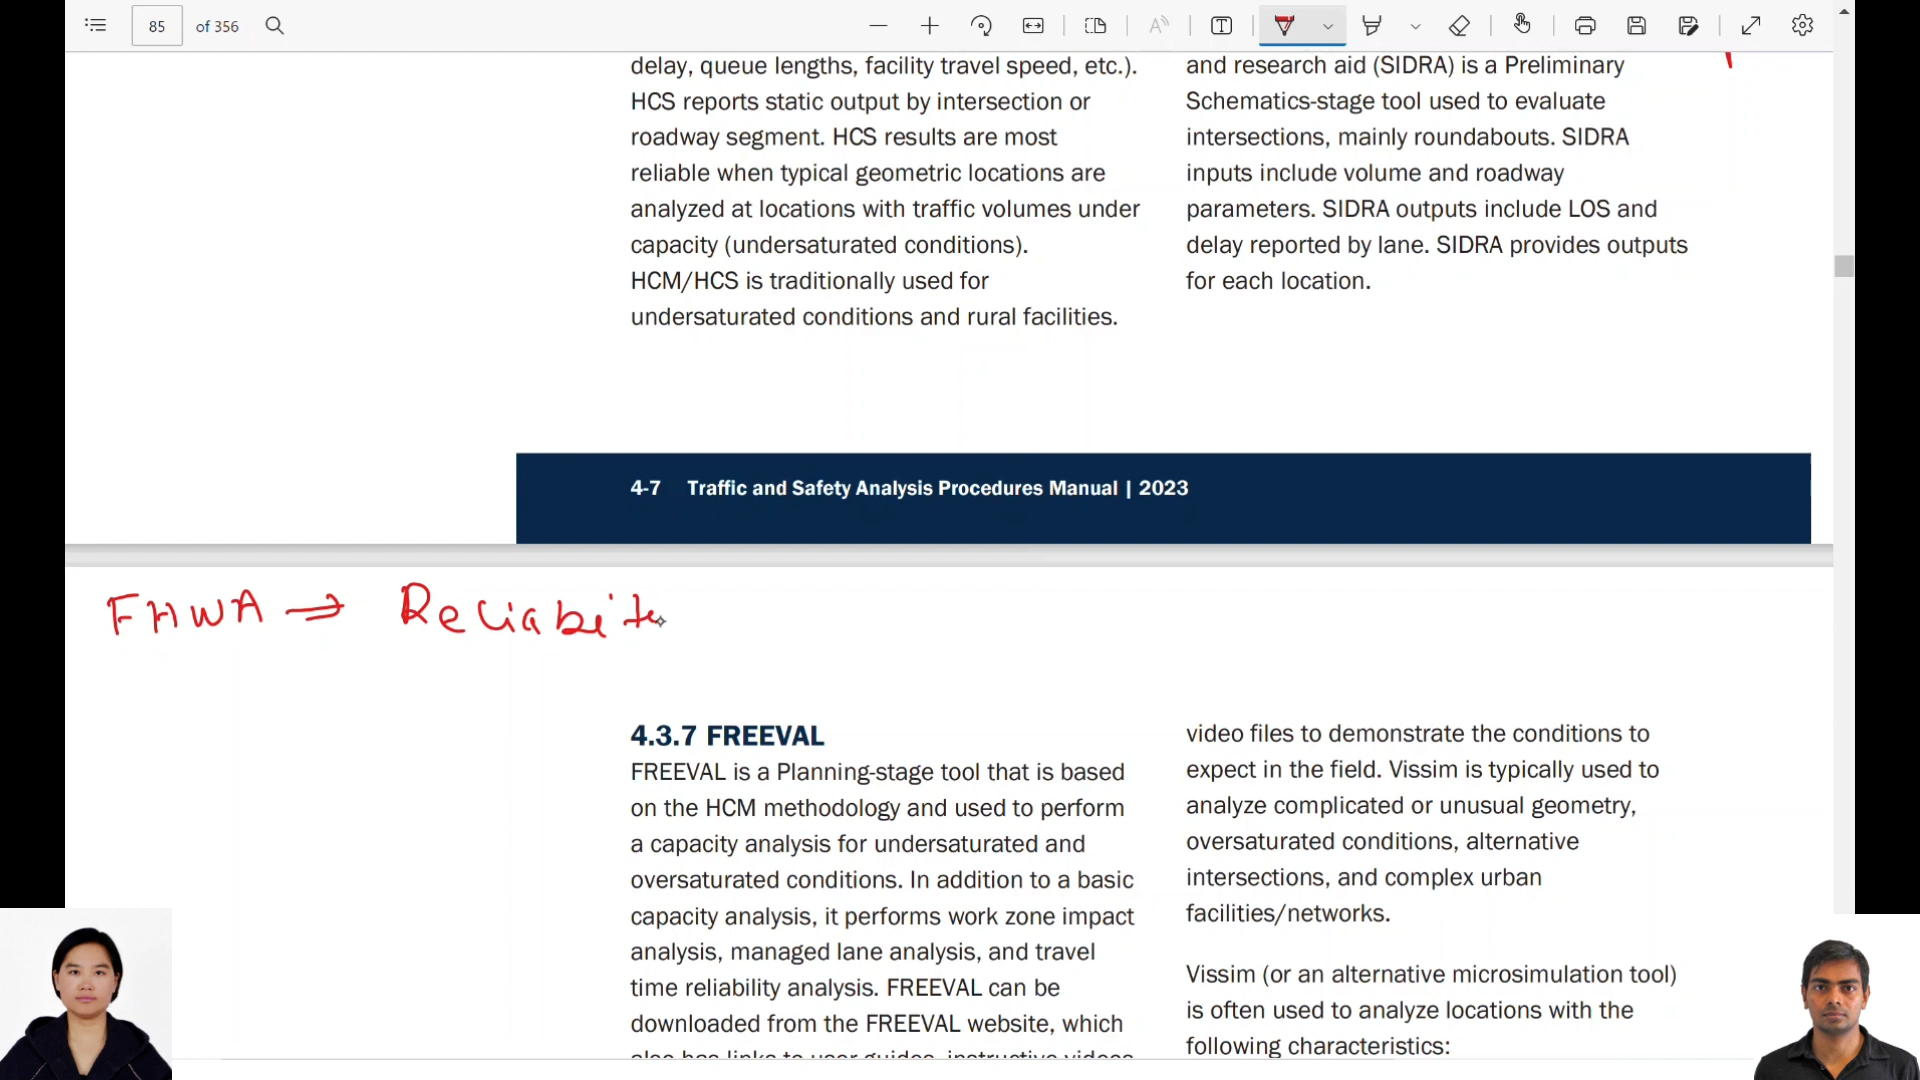 85 of 356
delay, queue lengths, facility travel speed, etc.).
HCS reports static output by intersection or
roadway segment. HCS results are most
reliable when typical geometric locations are
analyzed at locations with traffic volumes under
capacity (undersaturated conditions).
HCM/HCS is traditionally used for
undersaturated conditions and rural facilities.
and research aid (SIDRA) is a Preliminary
Schematics-stage tool used to evaluate
intersections, mainly roundabouts. SIDRA
inputs include volume and roadway
parameters. SIDRA outputs include LOS and
delay reported by lane. SIDRA provides outputs
for each location.
4-7 Traffic and Safety Analysis Procedures Manual | 2023
FHWA ⇒ Reliabite
4.3.7 FREEVAL
FREEVAL is a Planning-stage tool that is based
on the HCM methodology and used to perform
a capacity analysis for undersaturated and
oversaturated conditions. In addition to a basic
capacity analysis, it performs work zone impact
analysis, managed lane analysis, and travel
time reliability analysis. FREEVAL can be
downloaded from the FREEVAL website, which
also has links to user guides, instructive videos
video files to demonstrate the conditions to
expect in the field. Vissim is typically used to
analyze complicated or unusual geometry,
oversaturated conditions, alternative
intersections, and complex urban
facilities/networks.
Vissim (or an alternative microsimulation tool)
is often used to analyze locations with the
following characteristics: